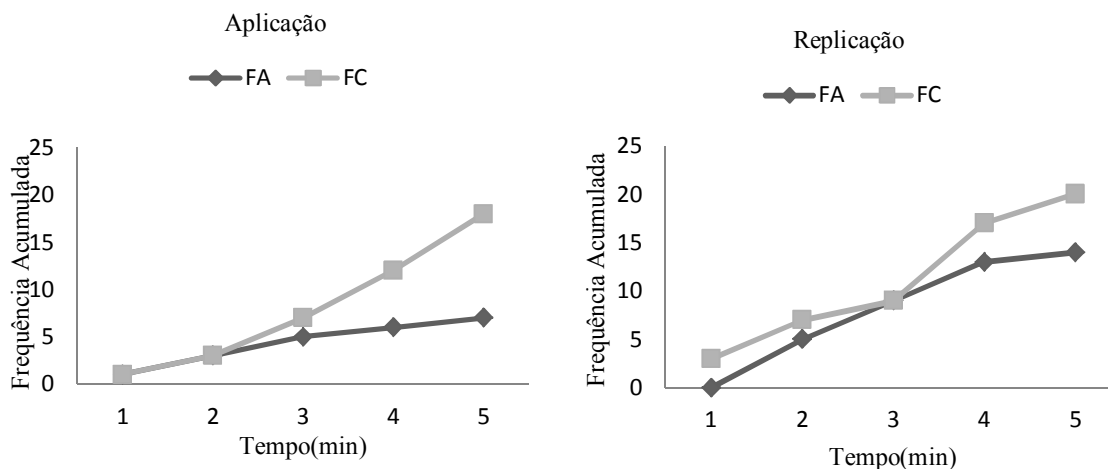 Aplicação
FA FC
Frequência Acumulada
25
20
15
10
5
0
1 2 3 4 5
Tempo(min)
Replicação
FA FC
Frequência Acumulada
25
20
15
10
5
0
1 2 3 4 5
Tempo(min)